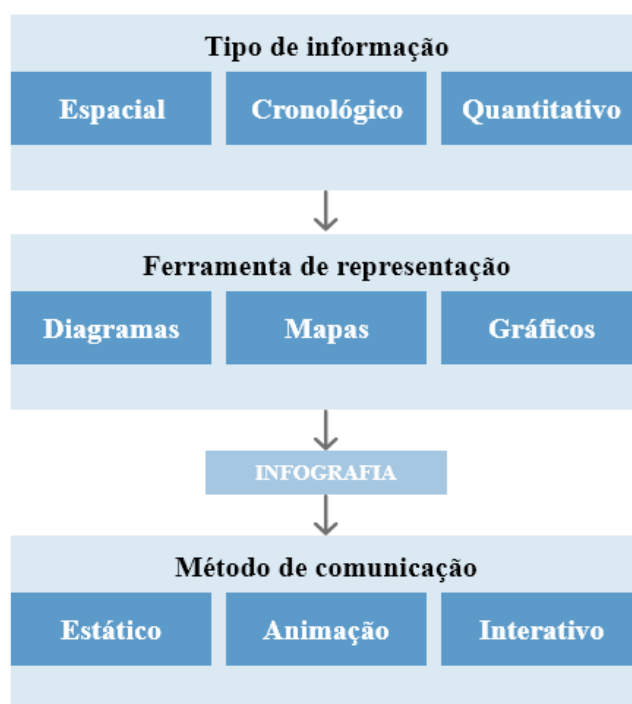 Tipo de informação
Espacial Cronológico Quantitativo
Ferramenta de representação
Diagramas Mapas Gráficos
INFOGRAFIA
Método de comunicação
Estático Animação Interativo